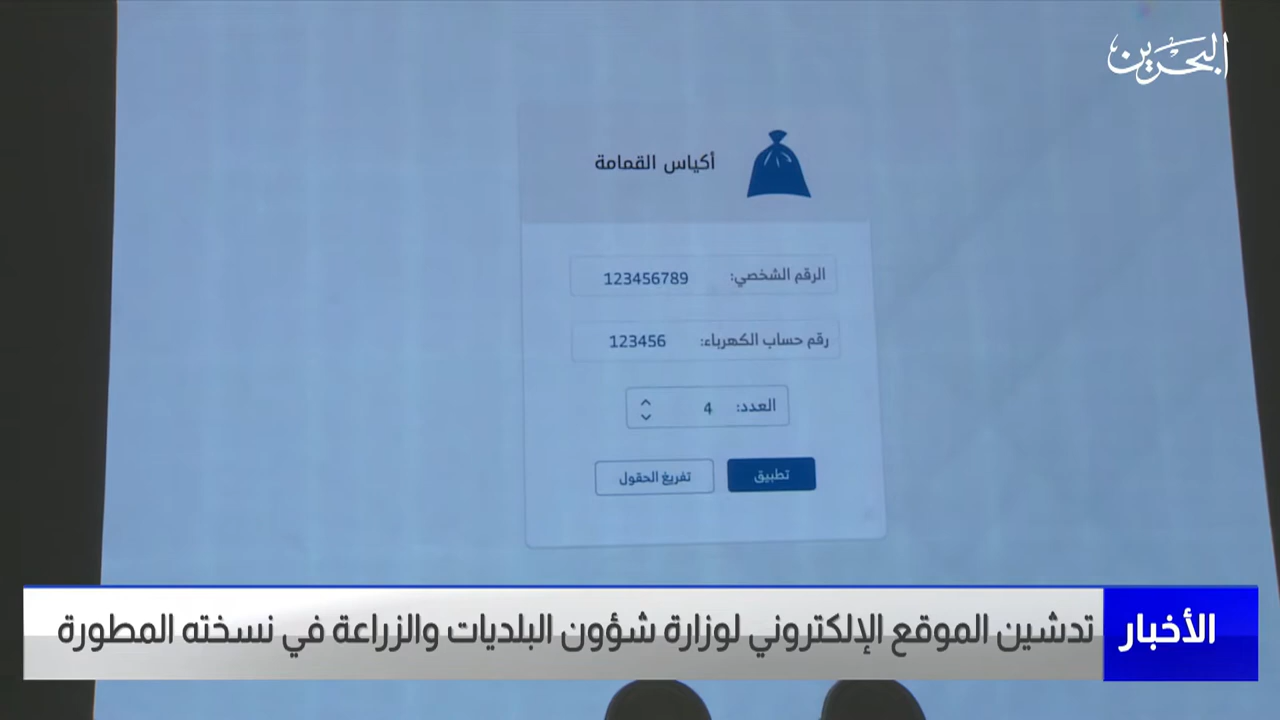 البحرين
أكياس القمامة
الرقم الشخصي: 123456789
رقم حساب الكهرباء: 123456
العدد: 4
تطبيق
تفريغ الحقول
الأخبار
تدشين الموقع الإلكتروني لوزارة شؤون البلديات والزراعة في نسخته المطورة